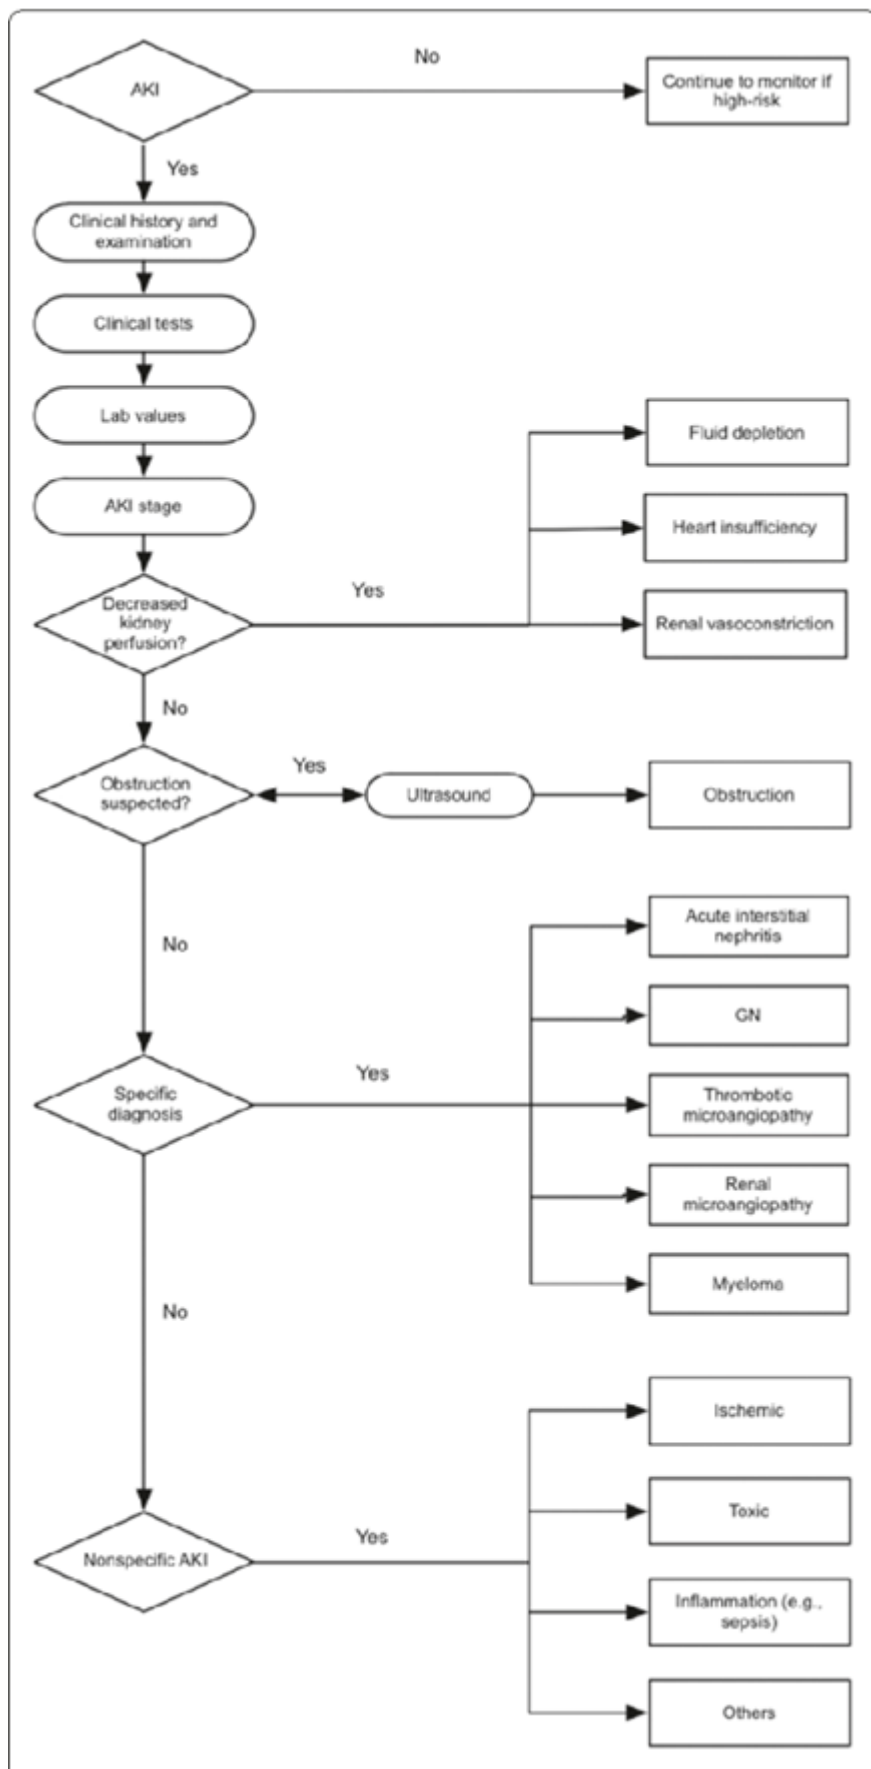 AKI
No
Continue to monitor if
high-risk
Yes
Clinical history and
examination
Clinical tests
Lab values
AKI stage
Decreased
kidney
perfusion?
Yes
Fluid depletion
Heart insufficiency
Renal vasoconstriction
No
Obstruction
suspected?
Yes
Ultrasound
Obstruction
No
Specific
diagnosis
Yes
Acute interstitial
nephritis
GN
Thrombotic
microangiopathy
Renal
microangiopathy
Myeloma
No
Nonspecific AKI
Yes
Ischemic
Toxic
Inflammation (e.g.,
sepsis)
Others